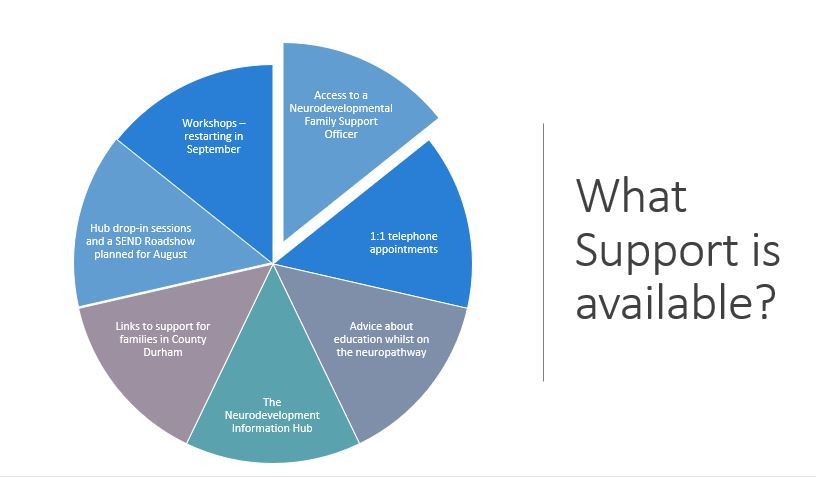 Access to a
Neurodevelopmental
Family Support
Officer
1:1 telephone
appointments
Advice about
education whilst on
the neuropathway
The
Neurodevelopment
Information Hub
Links to support for
families in County
Durham
Hub drop-in sessions
and a SEND Roadshow
planned for August
Workshops –
restarting in
September
What
Support is
available?